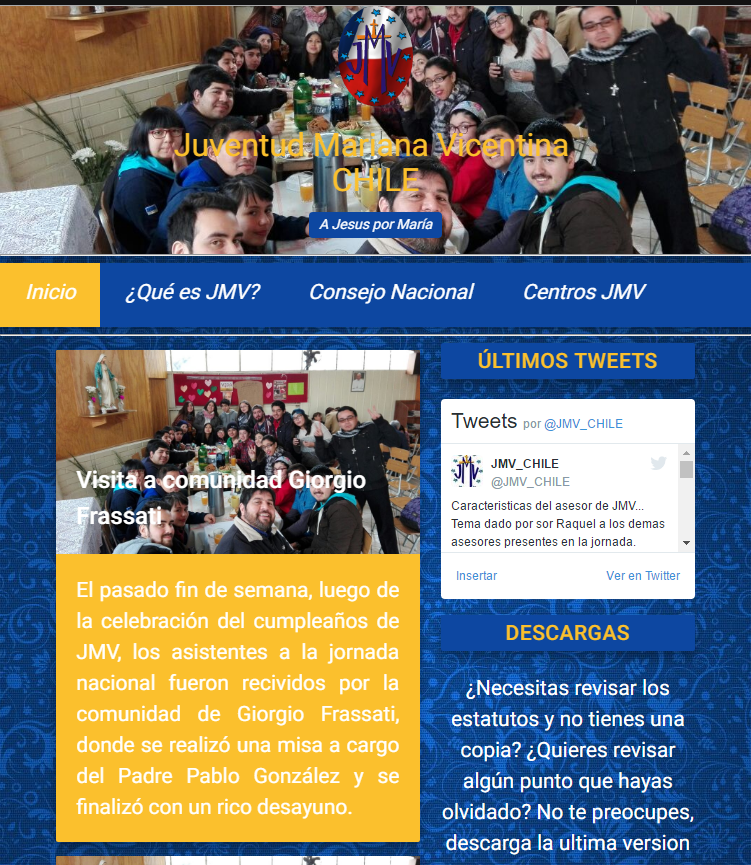 JMV
Juventud Mariana Vicentina
CHILE
A Jesus por María
Inicio
¿Qué es JMV?
Consejo Nacional
Centros JMV
Visita a comunidad Giorgio
Frassati
El pasado fin de semana, luego de
la celebración del cumpleaños de
JMV, los asistentes a la jornada
nacional fueron recividos por la
comunidad de Giorgio Frassati,
donde se realizó una misa a cargo
del Padre Pablo González y se
finalizó con un rico desayuno.
ÚLTIMOS TWEETS
Tweets por @JMV_CHILE
JMV
JMV_CHILE
@JMV_CHILE
Caracteristicas del asesor de JMV...
Tema dado por sor Raquel a los demas
asesores presentes en la jornada.
Insertar
Ver en Twitter
DESCARGAS
¿Necesitas revisar los
estatutos y no tienes una
copia? ¿Quieres revisar
algún punto que hayas
olvidado? No te preocupes,
descarga la ultima version